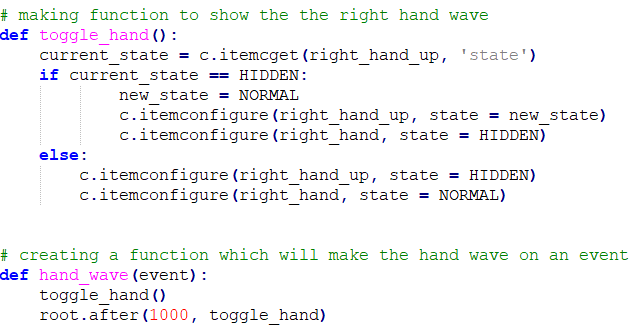 # making function to show the the right hand wave
def toggle_hand():
    current_state = c.itemcget(right_hand_up, 'state')
    if current_state == HIDDEN:
            new_state = NORMAL
            c.itemconfigure(right_hand_up, state = new_state)
            c.itemconfigure(right_hand, state = HIDDEN)
    else:
        c.itemconfigure(right_hand_up, state = HIDDEN)
        c.itemconfigure(right_hand, state = NORMAL)
# creating a function which will make the hand wave on an event
def hand_wave(event):
    toggle_hand()
    root.after(1000, toggle_hand)